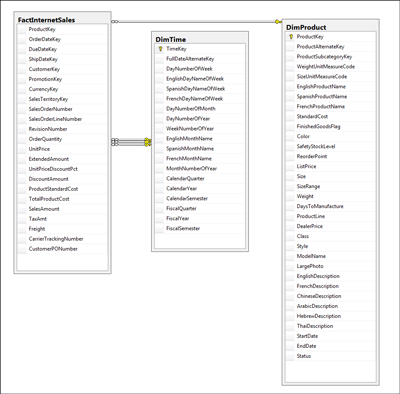 FactInternetSales
ProductKey
OrderDateKey
DueDateKey
ShipDateKey
CustomerKey
PromotionKey
CurrencyKey
SalesTerritoryKey
SalesOrderNumber
SalesOrderLineNumber
RevisionNumber
OrderQuantity
UnitPrice
ExtendedAmount
UnitPriceDiscountPct
DiscountAmount
ProductStandardCost
TotalProductCost
SalesAmount
TaxAmt
Freight
CarrierTrackingNumber
CustomerPONumber
DimTime
TimeKey
FullDateAlternateKey
DayNumberOfWeek
EnglishDayNameOfWeek
SpanishDayNameOfWeek
FrenchDayNameOfWeek
DayNumberOfMonth
DayNumberOfYear
WeekNumberOfYear
EnglishMonthName
SpanishMonthName
FrenchMonthName
MonthNumberOfYear
CalendarQuarter
CalendarYear
CalendarSemester
FiscalQuarter
FiscalYear
FiscalSemester
DimProduct
ProductKey
ProductAlternateKey
ProductSubcategoryKey
WeightUnitMeasureCode
SizeUnitMeasureCode
EnglishProductName
SpanishProductName
FrenchProductName
StandardCost
FinishedGoodsFlag
Color
SafetyStockLevel
ReorderPoint
ListPrice
Size
SizeRange
Weight
DaysToManufacture
ProductLine
DealerPrice
Class
Style
ModelName
LargePhoto
EnglishDescription
FrenchDescription
ChineseDescription
ArabicDescription
HebrewDescription
ThaiDescription
StartDate
EndDate
Status